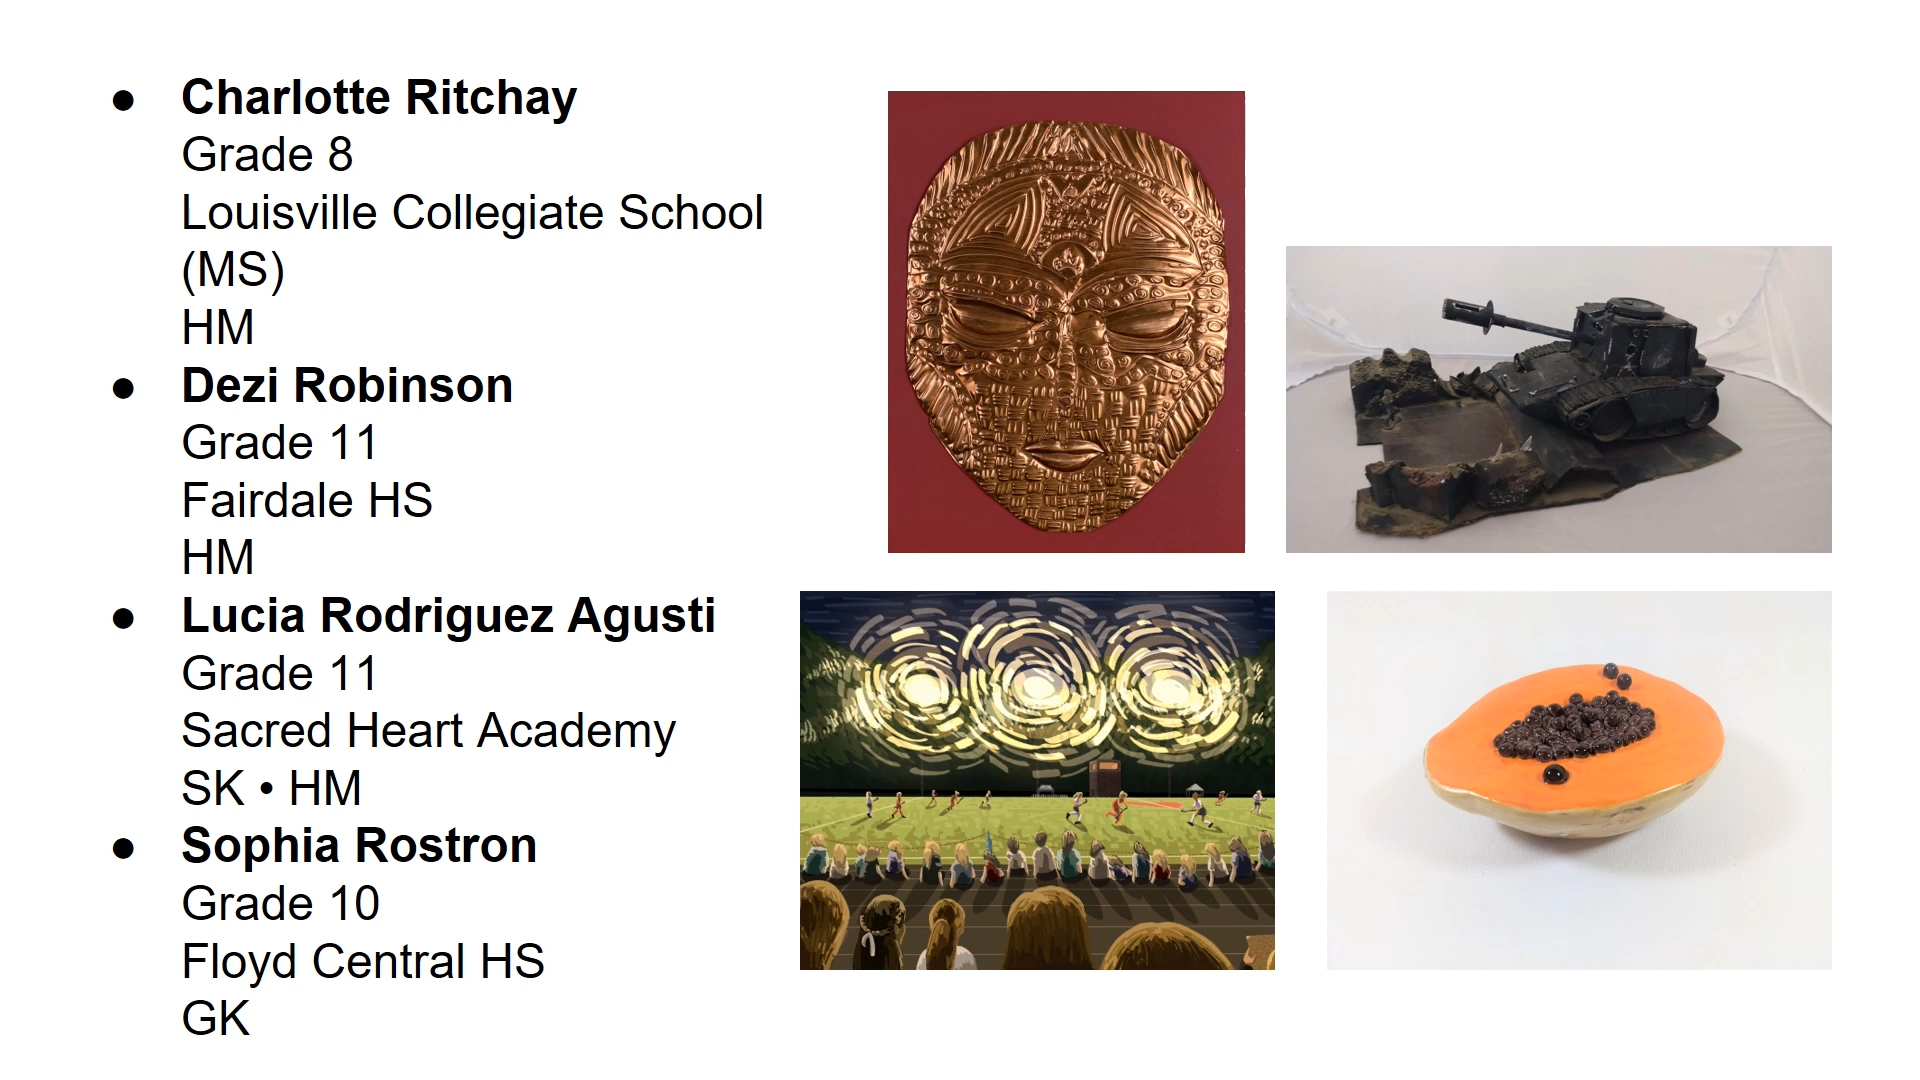 ● Charlotte Ritchay
Grade 8
Louisville Collegiate School
(MS)
HM
● Dezi Robinson
Grade 11
Fairdale HS
HM
● Lucia Rodriguez Agusti
Grade 11
Sacred Heart Academy
SK • HM
● Sophia Rostron
Grade 10
Floyd Central HS
GK